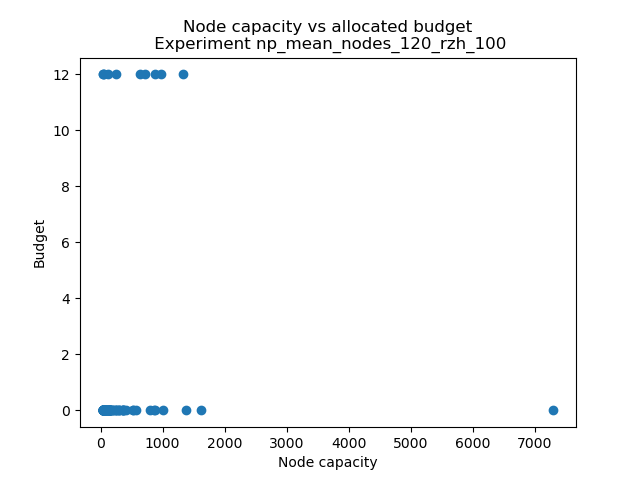 Node capacity vs allocated budget
Experiment np_mean_nodes_120_rzh_100
12
10
8
6
4
2
0
Budget
0 1000 2000 3000 4000 5000 6000 7000
Node capacity